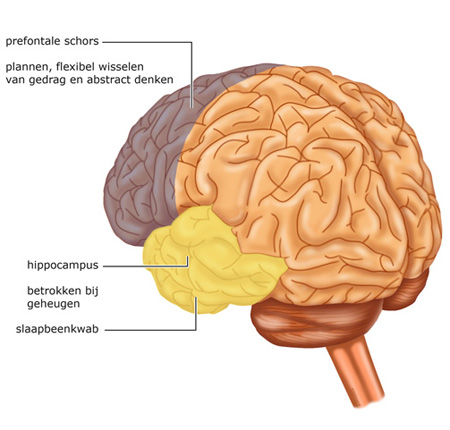 prefontale schors
plannen, flexibel wisselen
van gedrag en abstract denken
hippocampus
betrokken bij
geheugen
slaapbeenkwab